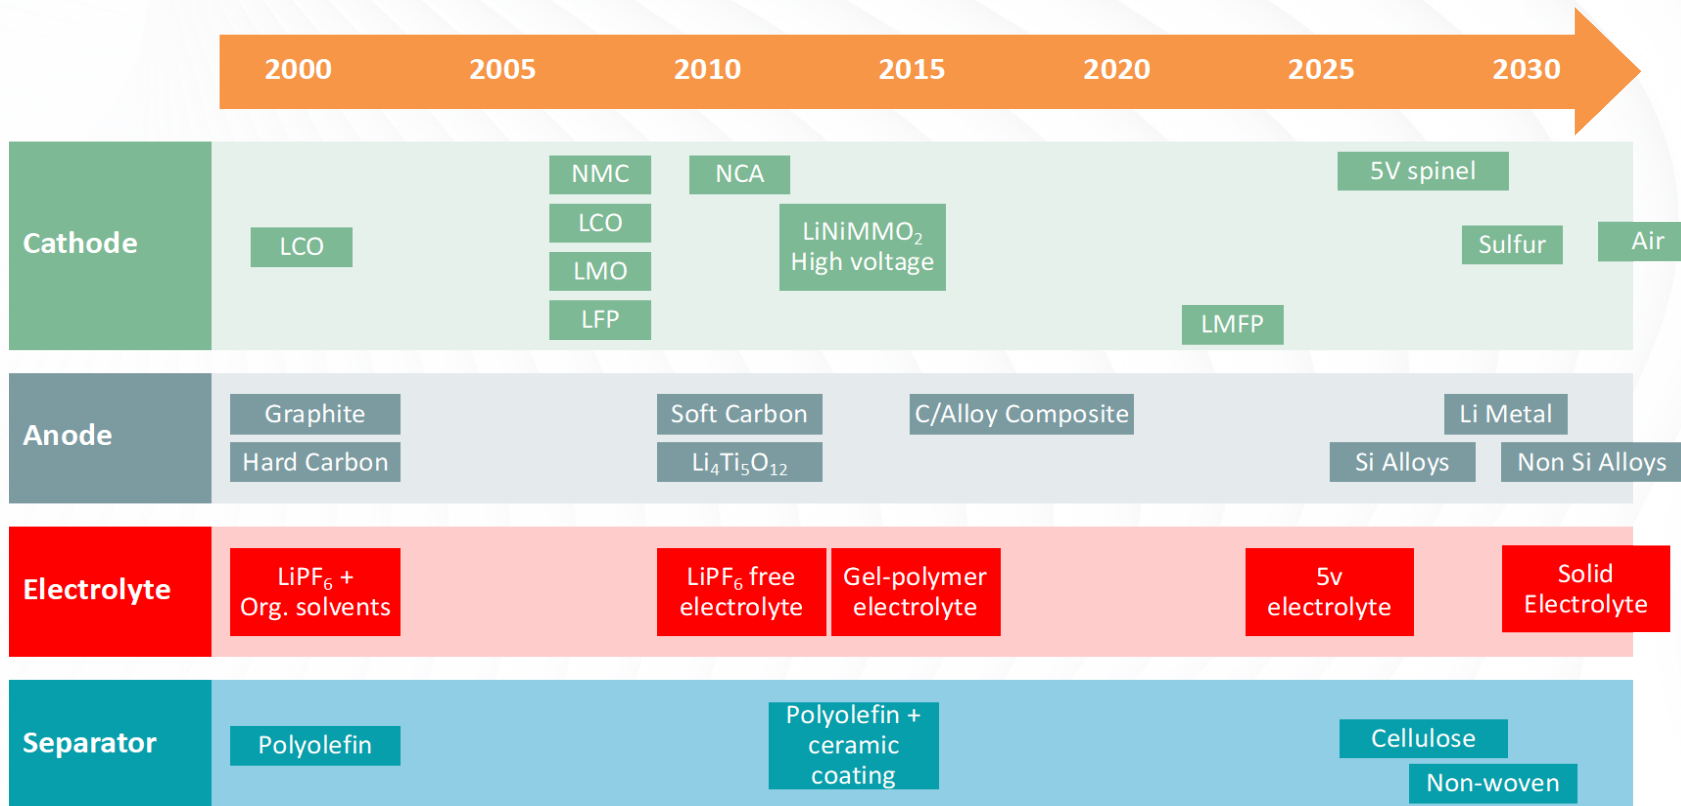 2000 2005 2010 2015 2020 2025 2030
Cathode
LCO
NMC
LCO
LMO
LFP
NCA
LiNiMMO₂
High voltage
LMFP
5V spinel
Sulfur
Air
Anode
Graphite
Hard Carbon
Soft Carbon
Li₄Ti₅O₁₂
C/Alloy Composite
Si Alloys
Li Metal
Non Si Alloys
Electrolyte
LiPF₆ +
Org. solvents
LiPF₆ free
electrolyte
Gel-polymer
electrolyte
5v
electrolyte
Solid
Electrolyte
Separator
Polyolefin
Polyolefin +
ceramic
coating
Cellulose
Non-woven